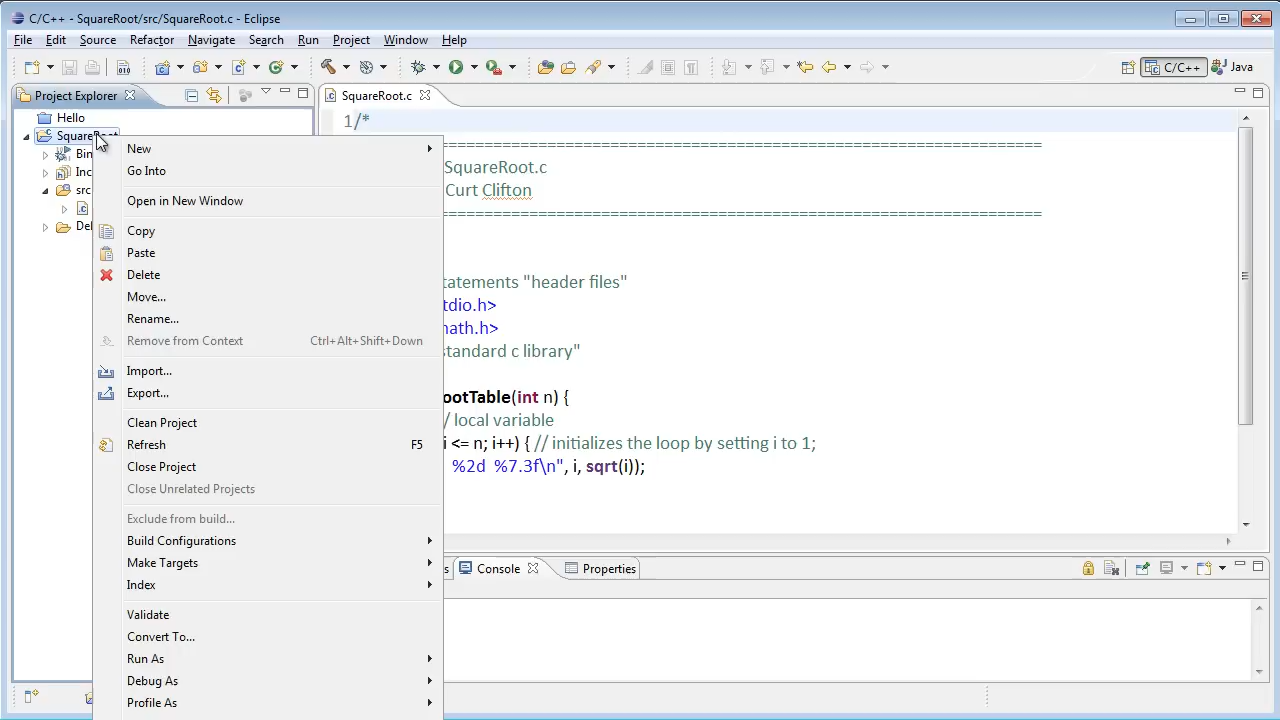 C/C++ - SquareRoot/src/SquareRoot.c - Eclipse
File Edit Source Refactor Navigate Search Run Project Window Help
C/C++ Java
Project Explorer
SquareRoot.c
Hello
1/*
New
=====================================================
Bin
Go Into
SquareRoot.c
Inc
src
Curt Clifton
Open in New Window
=====================================================
De
Copy
Paste
Delete
tatements "header files"
Move...
tdio.h>
Rename...
ath.h>
Remove from Context Ctrl+Alt+Shift+Down
tandard c library"
Import...
Export...
ootTable(int n) {
Clean Project
/ local variable
Refresh F5
i <= n; i++) { // initializes the loop by setting i to 1;
Close Project
%2d %7.3f\n", i, sqrt(i));
Close Unrelated Projects
Exclude from build...
Build Configurations
Make Targets
Console Properties
Index
Validate
Convert To...
Run As
Debug As
Profile As